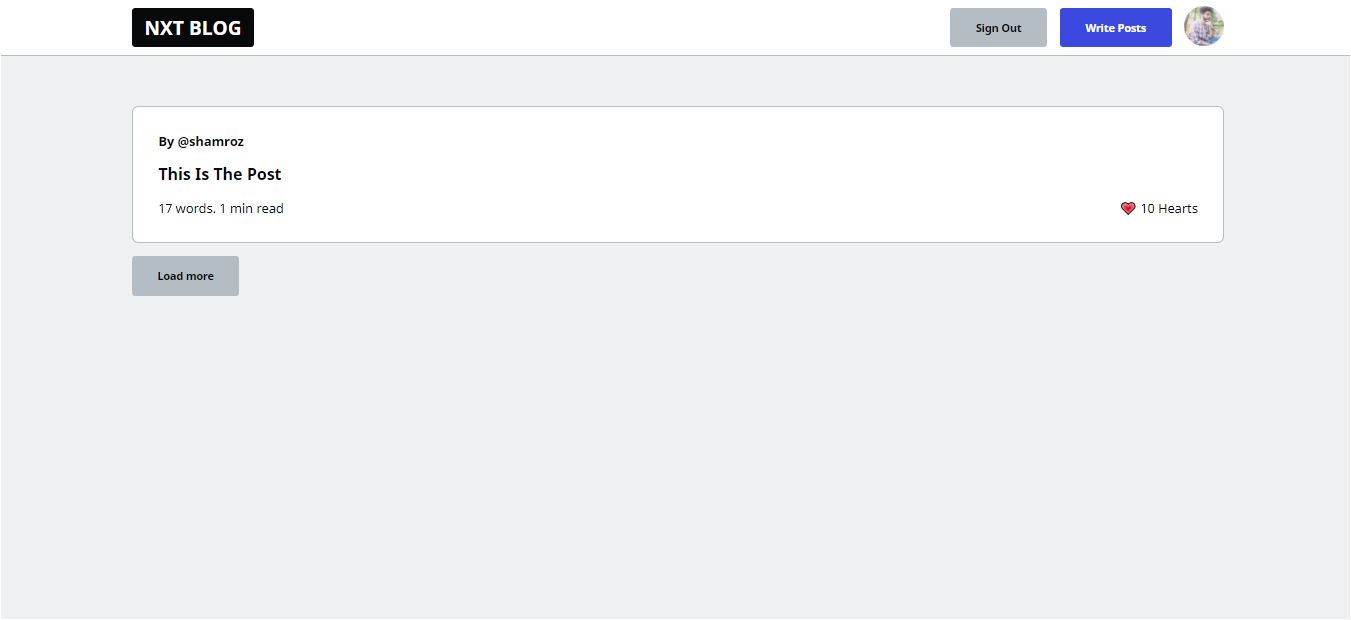 NXT BLOG
Sign Out
Write Posts
By @shamroz
This Is The Post
17 words. 1 min read
10 Hearts
Load more